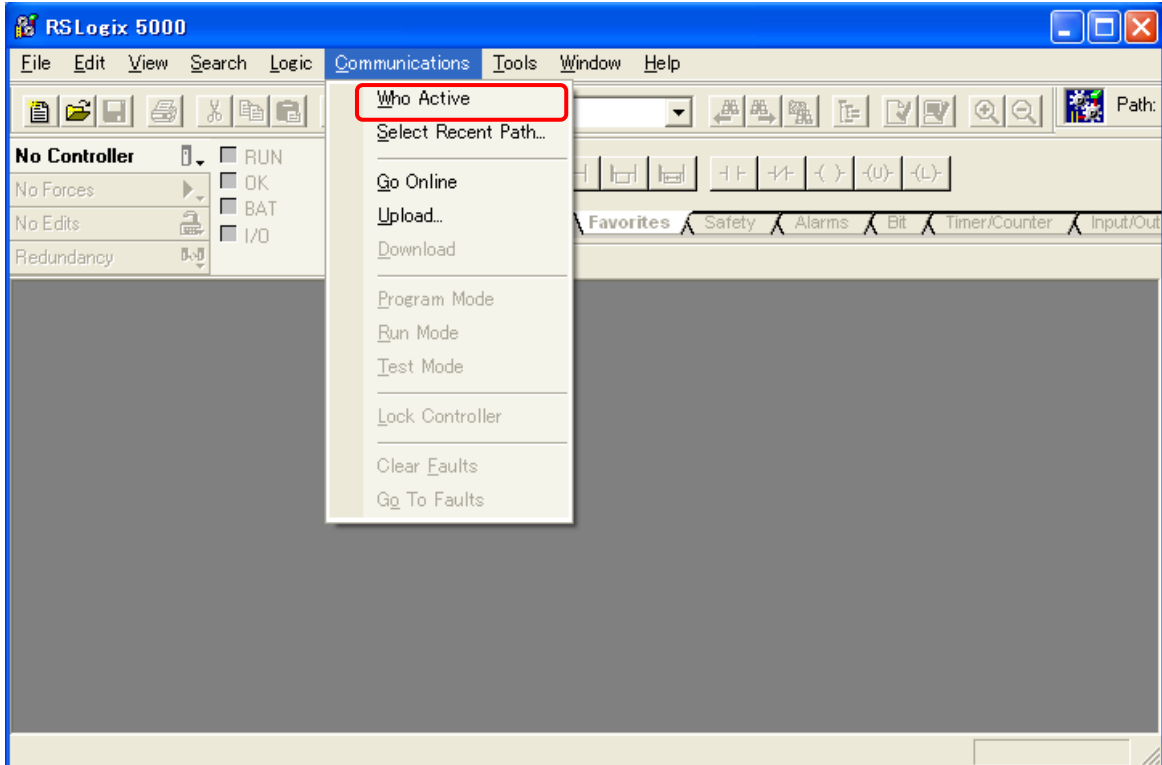 RSLogix 5000
File Edit View Search Logic Communications Tools Window Help
Who Active
Select Recent Path...
Go Online
Upload...
Download
Program Mode
Run Mode
Test Mode
Lock Controller
Clear Faults
Go To Faults
Path:
No Controller
RUN
No Forces
OK
No Edits
BAT
Redundancy
I/O
(U) (L)
Favorites Safety Alarms Bit Timer/Counter Input/Out